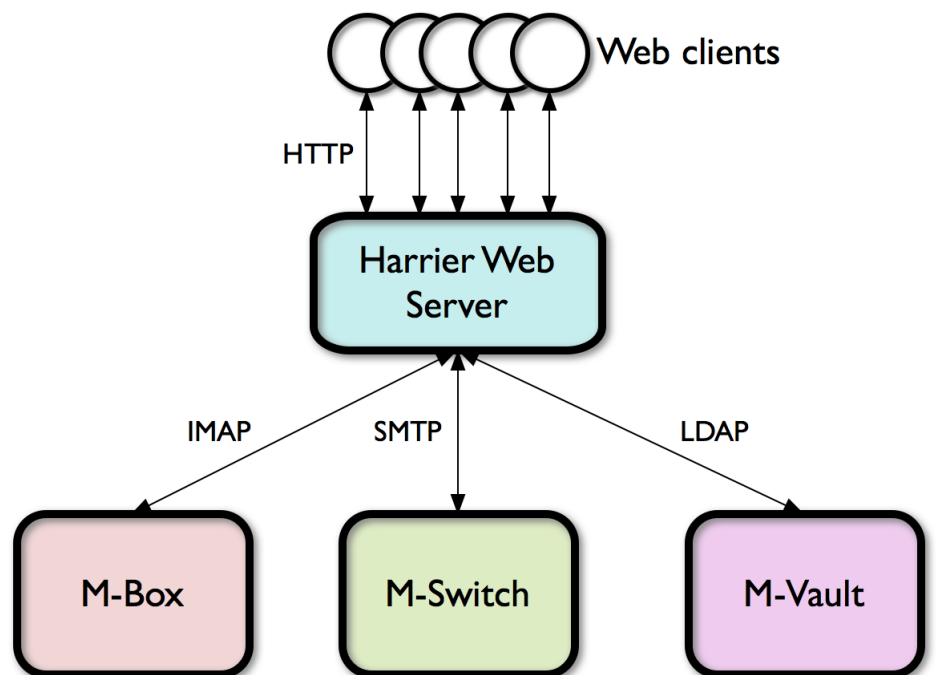 Web clients
HTTP
Harrier Web
Server
IMAP
SMTP
LDAP
M-Box
M-Switch
M-Vault